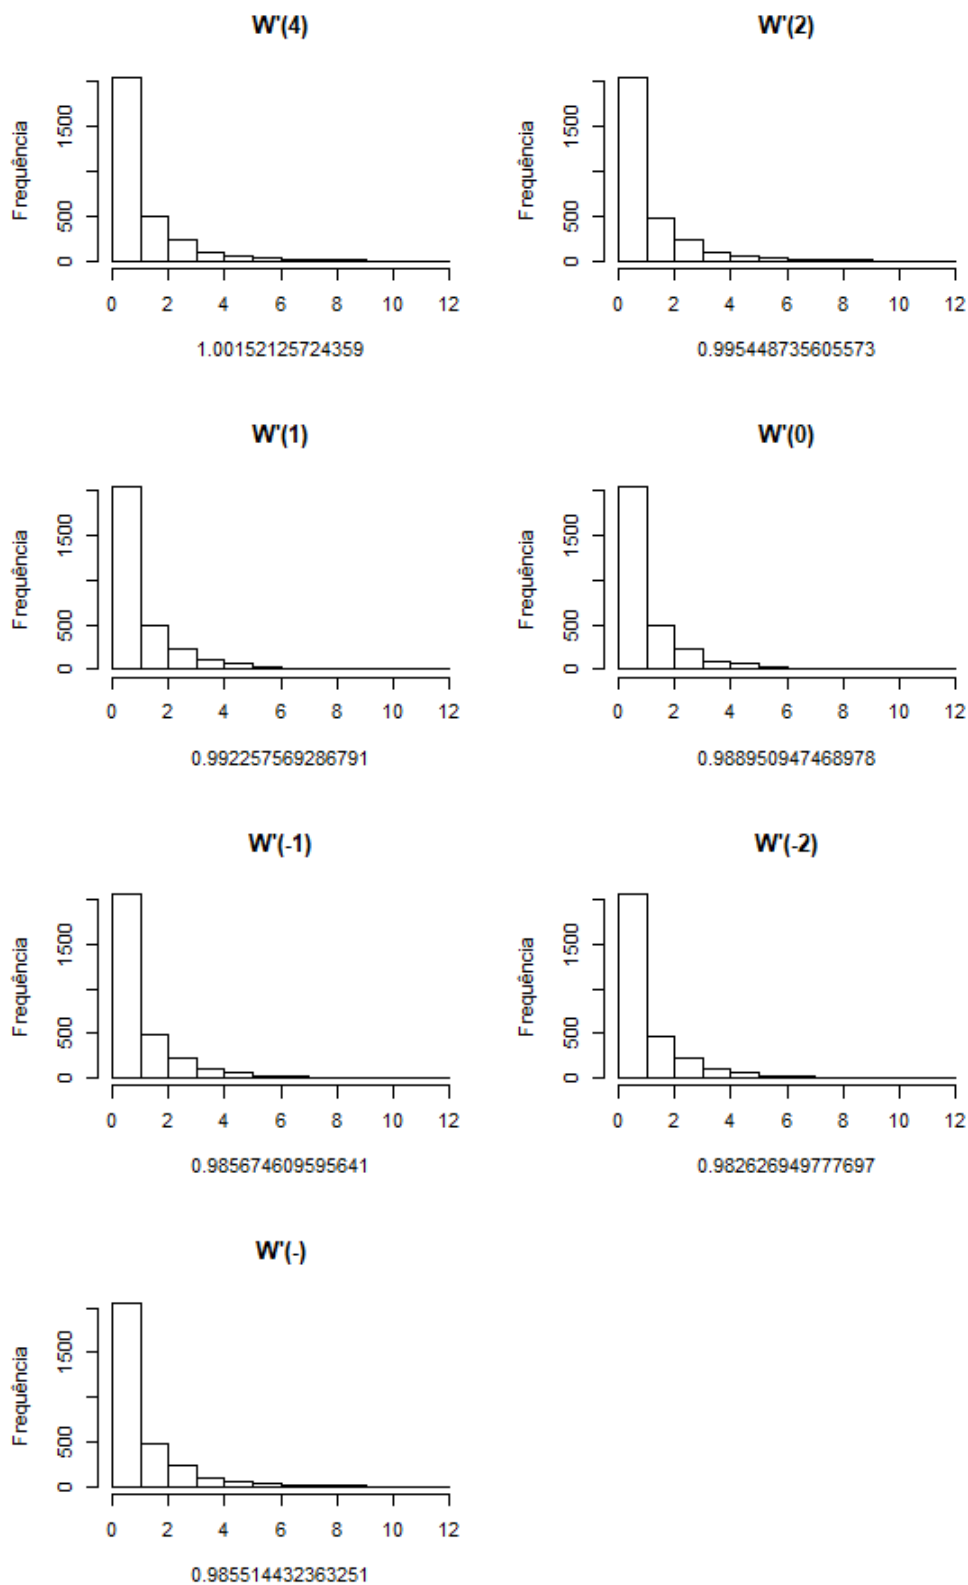 W'(4)
Frequência
1500
500
0
0 2 4 6 8 10 12
1.00152125724359
W'(2)
Frequência
1500
500
0
0 2 4 6 8 10 12
0.995448735605573
W'(1)
Frequência
1500
500
0
0 2 4 6 8 10 12
0.992257569286791
W'(0)
Frequência
1500
500
0
0 2 4 6 8 10 12
0.988950947468978
W'(-1)
Frequência
1500
500
0
0 2 4 6 8 10 12
0.985674609595641
W'(-2)
Frequência
1500
500
0
0 2 4 6 8 10 12
0.982626949777697
W'(-)
Frequência
1500
500
0
0 2 4 6 8 10 12
0.985514432363251